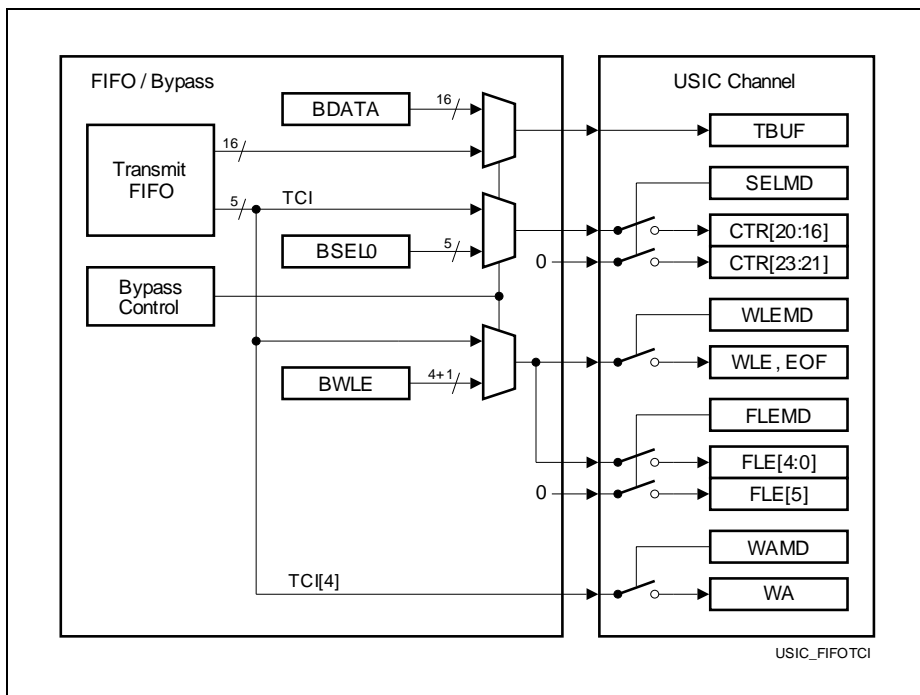 FIFO / Bypass
USIC Channel
BDATA
16
TBUF
16
Transmit
FIFO
SELMD
5
TCI
CTR[20:16]
BSEL0
5
0
CTR[23:21]
Bypass
Control
WLEMD
WLE , EOF
BWLE
4+1
FLEMD
FLE[4:0]
0
FLE[5]
WAMD
TCI[4]
WA
USIC_FIFOTCI